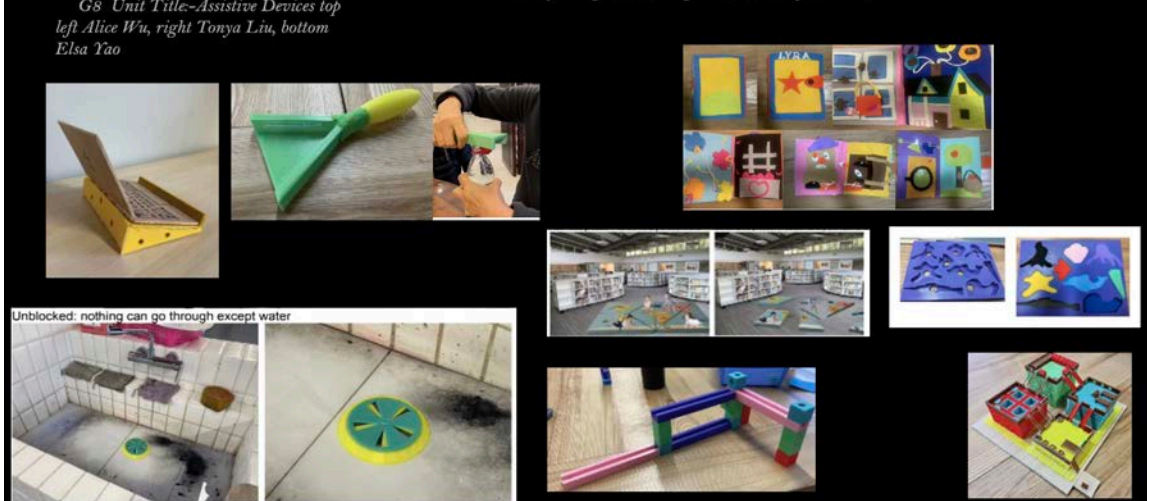 G8 Unit Title:-Assistive Devices top
left Alice Wu, right Tonya Liu, bottom
Elsa Yao
LYRA
Unblocked: nothing can go through except water